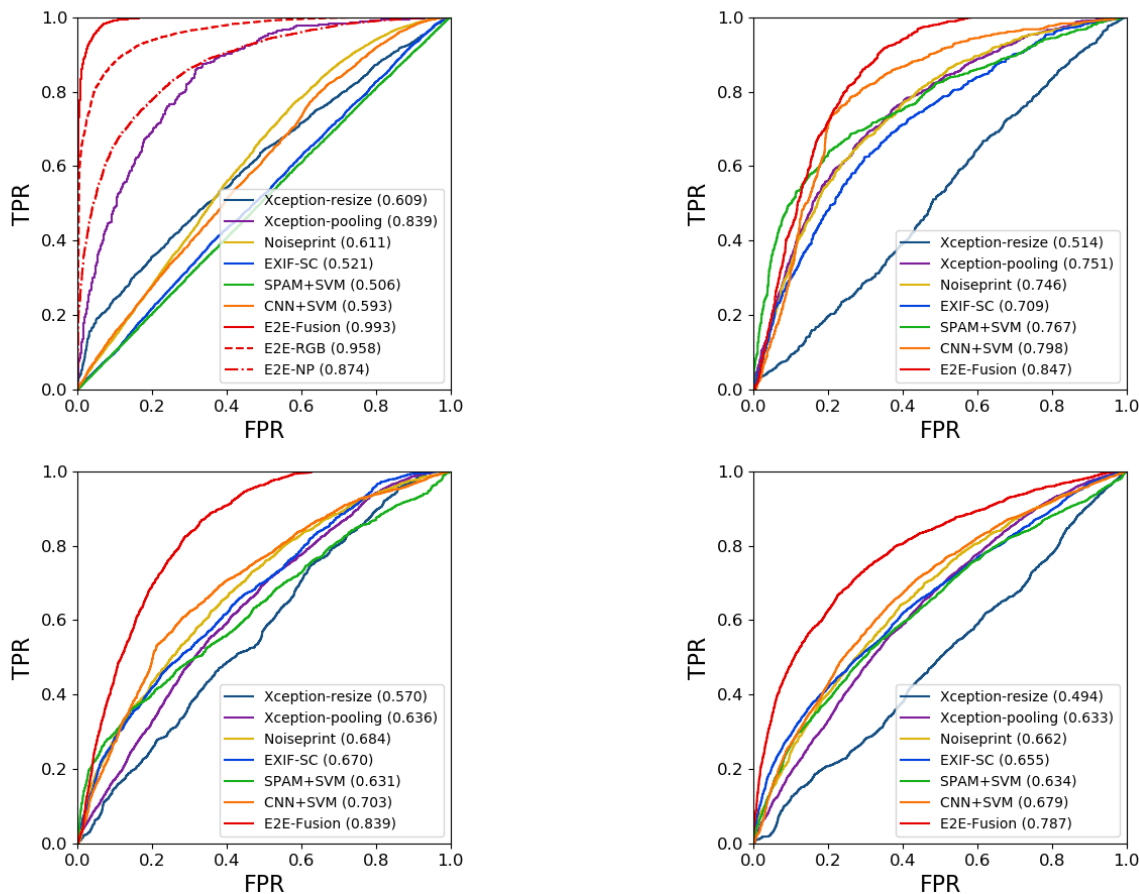 1.0
0.8
0.6
0.4
0.2
0.0
TPR
Xception-resize (0.609)
Xception-pooling (0.839)
Noiseprint (0.611)
EXIF-SC (0.521)
SPAM+SVM (0.506)
CNN+SVM (0.593)
E2E-Fusion (0.993)
E2E-RGB (0.958)
E2E-NP (0.874)
0.0 0.2 0.4 0.6 0.8 1.0
FPR
1.0
0.8
0.6
0.4
0.2
0.0
TPR
Xception-resize (0.514)
Xception-pooling (0.751)
Noiseprint (0.746)
EXIF-SC (0.709)
SPAM+SVM (0.767)
CNN+SVM (0.798)
E2E-Fusion (0.847)
0.0 0.2 0.4 0.6 0.8 1.0
FPR
1.0
0.8
0.6
0.4
0.2
0.0
TPR
Xception-resize (0.570)
Xception-pooling (0.636)
Noiseprint (0.684)
EXIF-SC (0.670)
SPAM+SVM (0.631)
CNN+SVM (0.703)
E2E-Fusion (0.839)
0.0 0.2 0.4 0.6 0.8 1.0
FPR
1.0
0.8
0.6
0.4
0.2
0.0
TPR
Xception-resize (0.494)
Xception-pooling (0.633)
Noiseprint (0.662)
EXIF-SC (0.655)
SPAM+SVM (0.634)
CNN+SVM (0.679)
E2E-Fusion (0.787)
0.0 0.2 0.4 0.6 0.8 1.0
FPR